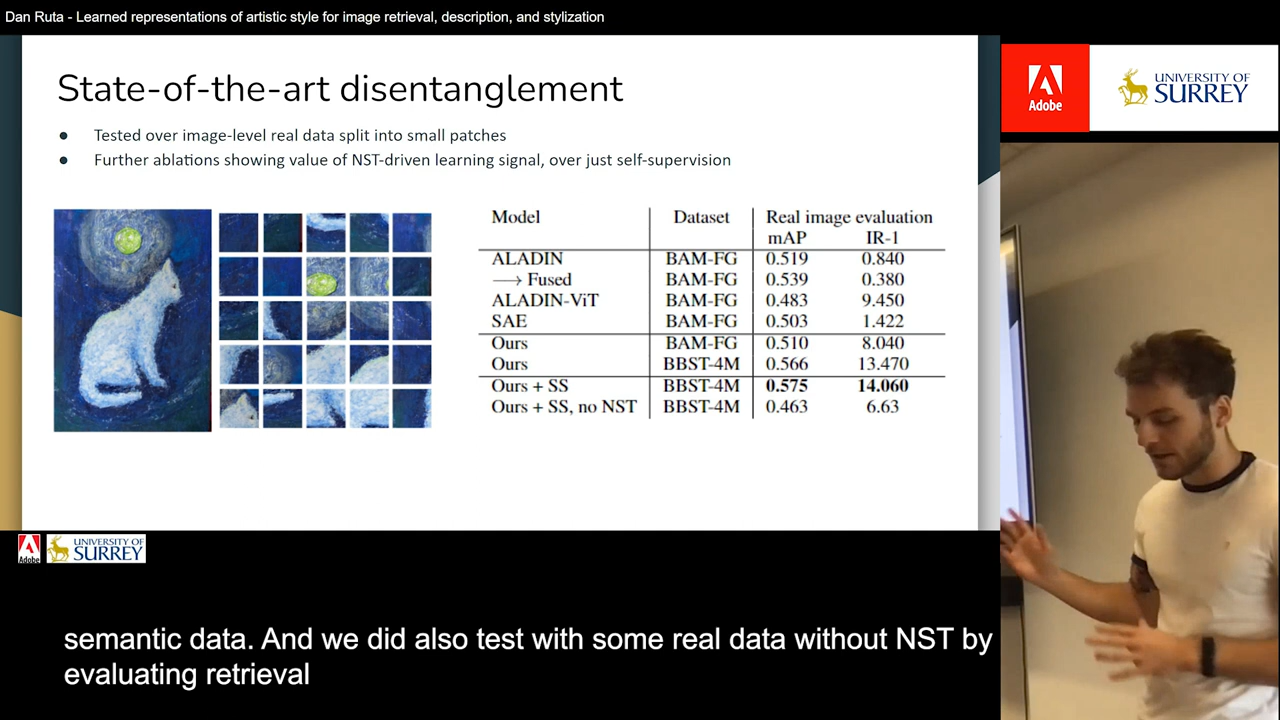 Dan Ruta - Learned representations of artistic style for image retrieval, description, and stylization
State-of-the-art disentanglement
● Tested over image-level real data split into small patches
● Further ablations showing value of NST-driven learning signal, over just self-supervision
Model Dataset Real image evaluation
mAP IR-1
ALADIN BAM-FG 0.519 0.840
⟶ Fused BAM-FG 0.539 0.380
ALADIN-ViT BAM-FG 0.483 9.450
SAE BAM-FG 0.503 1.422
Ours BAM-FG 0.510 8.040
Ours BBST-4M 0.566 13.470
Ours + SS BBST-4M 0.575 14.060
Ours + SS, no NST BBST-4M 0.463 6.63
Adobe
UNIVERSITY OF
SURREY
Adobe
UNIVERSITY OF
SURREY
semantic data. And we did also test with some real data without NST by
evaluating retrieval